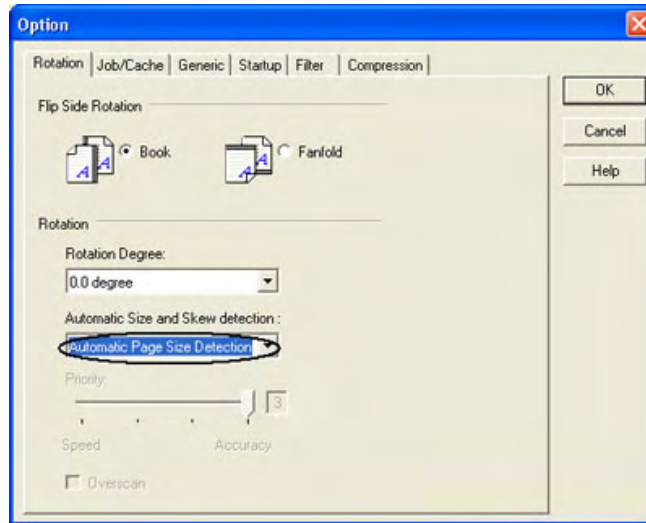 Option
Rotation Job/Cache Generic Startup Filter Compression
OK
Flip Side Rotation
Cancel
A A Book A A Fanfold
Help
Rotation
Rotation Degree:
0.0 degree
Automatic Size and Skew detection :
Automatic Page Size Detection
Priority
3
Speed Accuracy
Overscan